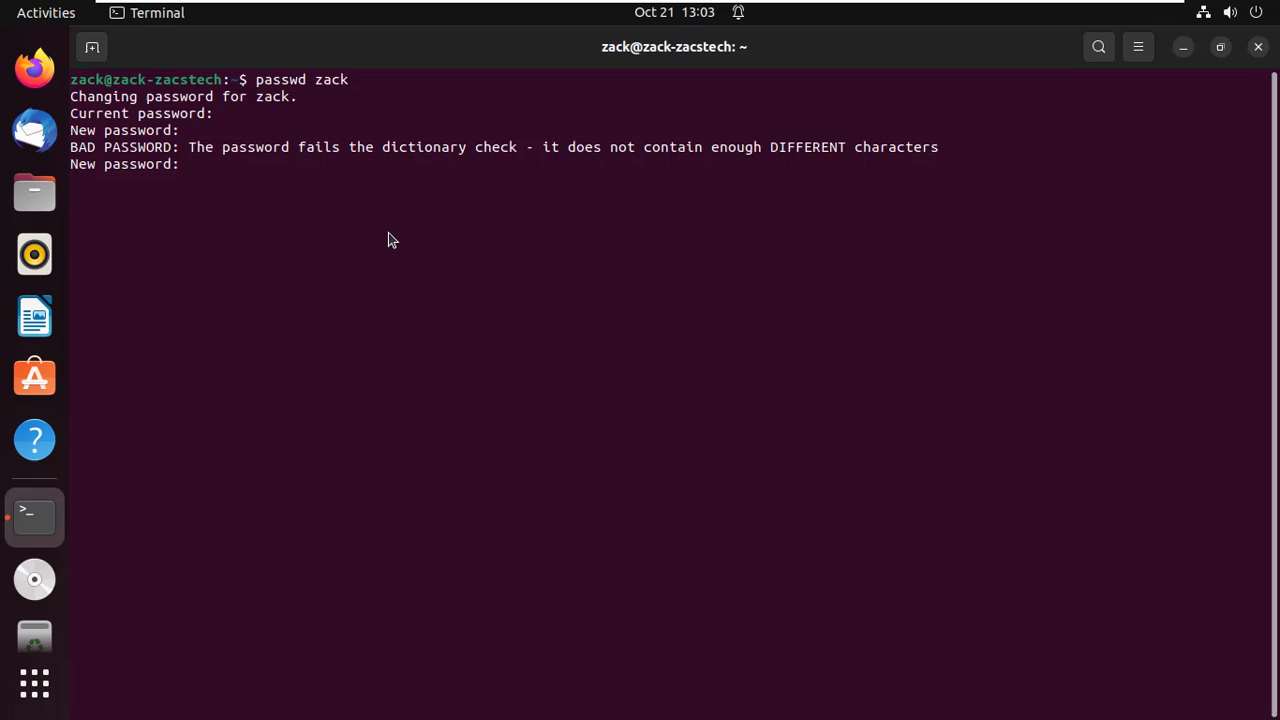 Activities
Terminal
Oct 21 13:03
zack@zack-zacstech: ~
zack@zack-zacstech:~$ passwd zack
Changing password for zack.
Current password:
New password:
BAD PASSWORD: The password fails the dictionary check - it does not contain enough DIFFERENT characters
New password: